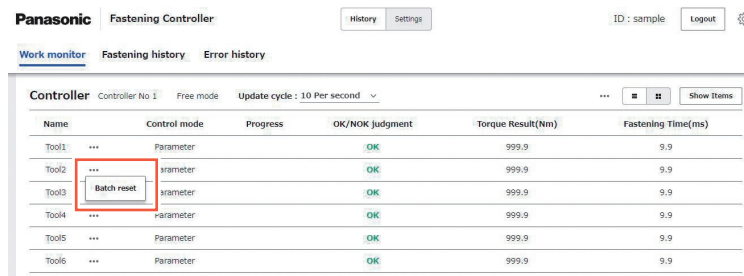 Panasonic Fastening Controller History Settings ID : sample Logout
Work monitor Fastening history Error history
Controller Controller No 1 Free mode Update cycle : 10 Per second ... Show Items
Name Control mode Progress OK/NOK judgment Torque Result(Nm) Fastening Time(ms)
Tool1 ... Parameter OK 999.9 9.9
Tool2 ... arameter OK 999.9 9.9
Batch reset
Tool3 arameter OK 999.9 9.9
Tool4 ... Parameter OK 999.9 9.9
Tool5 ... Parameter OK 999.9 9.9
Tool6 ... Parameter OK 999.9 9.9